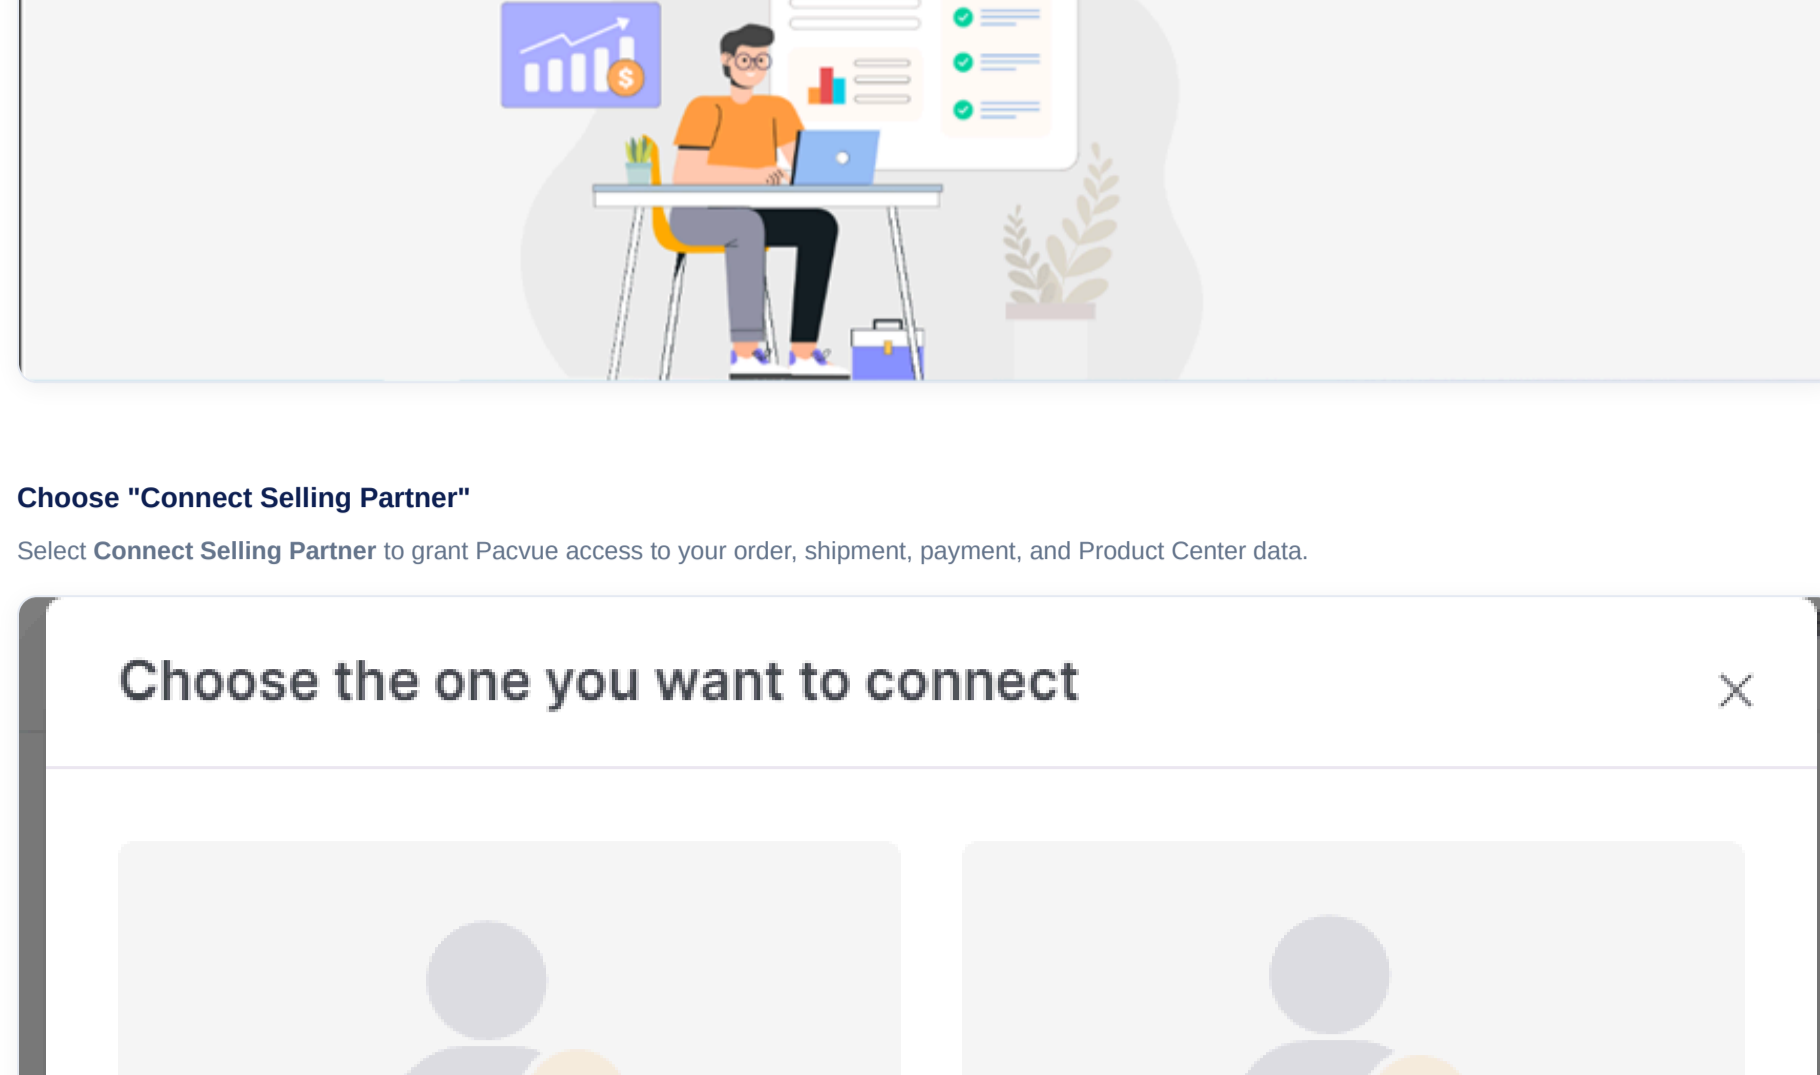 $
Choose "Connect Selling Partner"
Select Connect Selling Partner to grant Pacvue access to your order, shipment, payment, and Product Center data.
Choose the one you want to connect